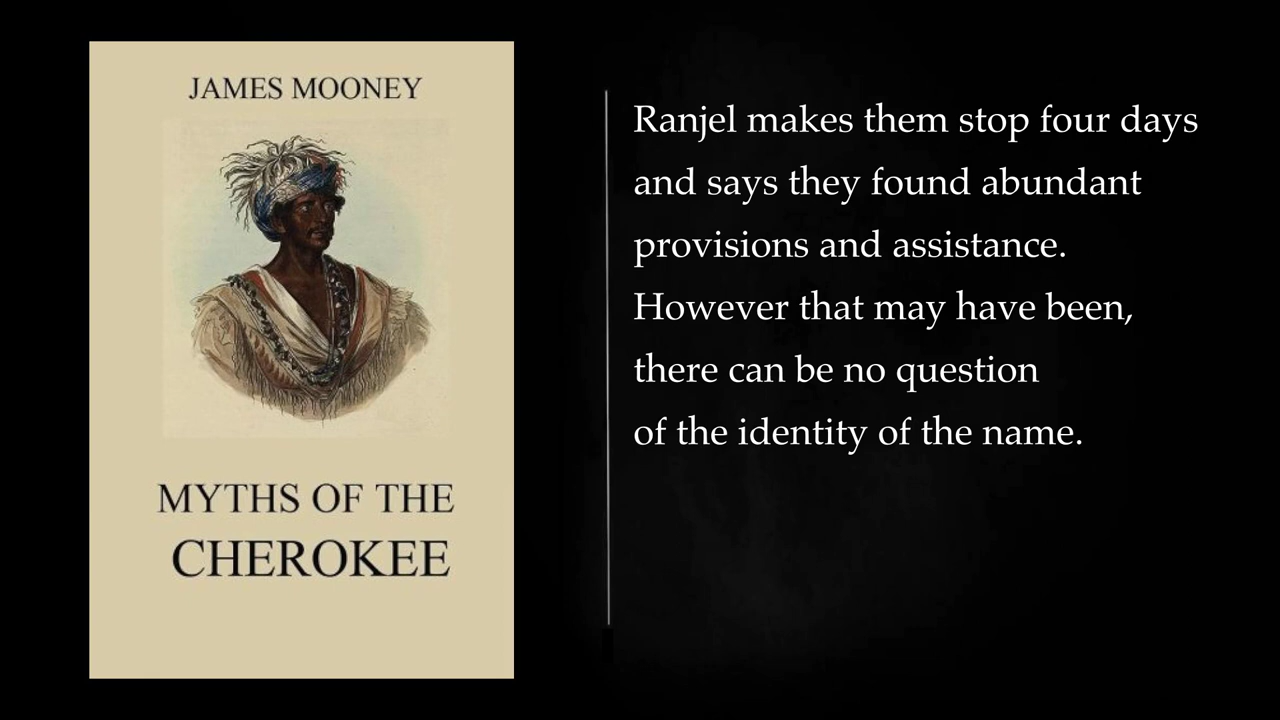 JAMES MOONEY
MYTHS OF THE
CHEROKEE
Ranjel makes them stop four days
and says they found abundant
provisions and assistance.
However that may have been,
there can be no question
of the identity of the name.